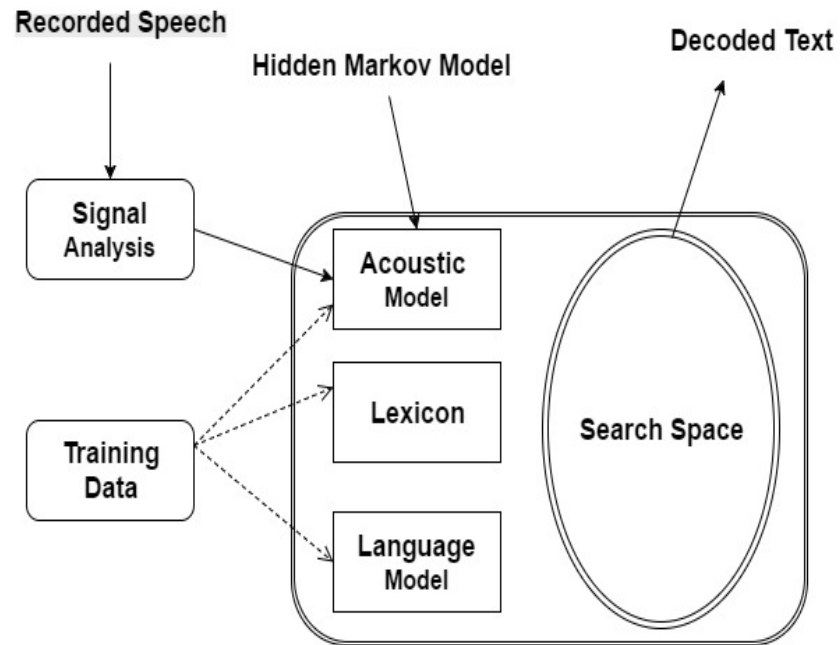 Recorded Speech
Decoded Text
Hidden Markov Model
Signal
Analysis
Acoustic
Model
Lexicon
Search Space
Training
Data
Language
Model